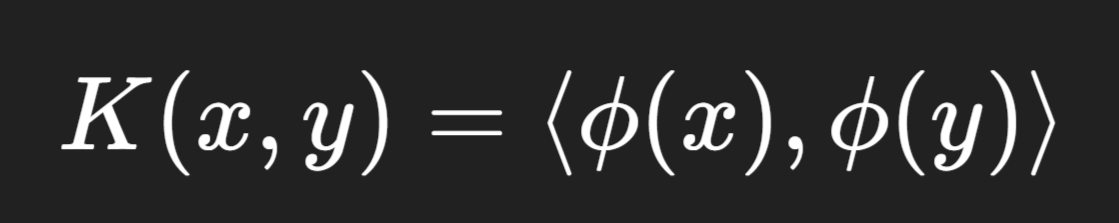 K(x, y) = ⟨ϕ(x), ϕ(y)⟩